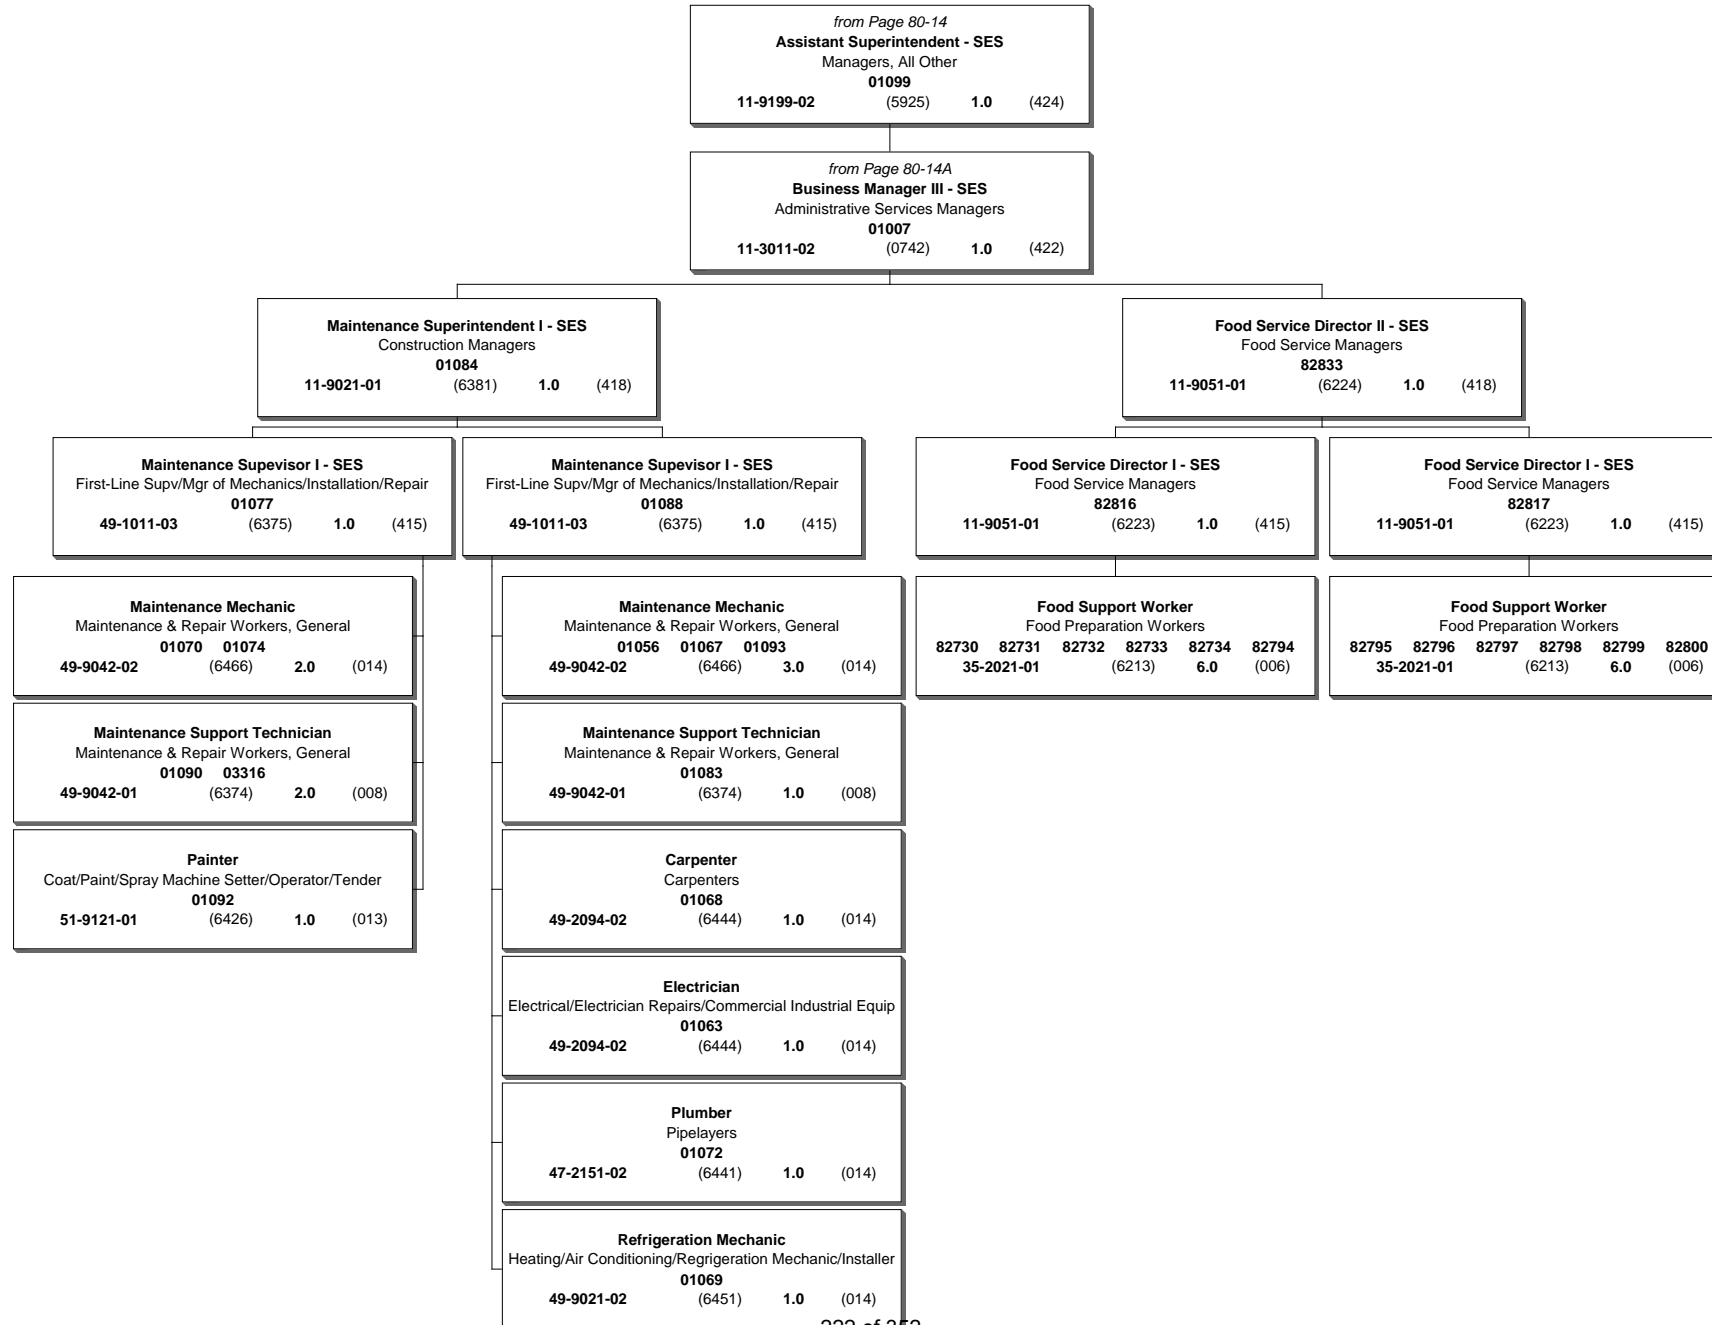 from Page 80-14
Assistant Superintendent - SES
Managers, All Other
01099
11-9199-02 (5925) 1.0 (424)
from Page 80-14A
Business Manager III - SES
Administrative Services Managers
01007
11-3011-02 (0742) 1.0 (422)
Maintenance Superintendent I - SES
Construction Managers
01084
11-9021-01 (6381) 1.0 (418)
Food Service Director II - SES
Food Service Managers
82833
11-9051-01 (6224) 1.0 (418)
Maintenance Supevisor I - SES
First-Line Supv/Mgr of Mechanics/Installation/Repair
01077
49-1011-03 (6375) 1.0 (415)
Maintenance Supevisor I - SES
First-Line Supv/Mgr of Mechanics/Installation/Repair
01088
49-1011-03 (6375) 1.0 (415)
Food Service Director I - SES
Food Service Managers
82816
11-9051-01 (6223) 1.0 (415)
Food Service Director I - SES
Food Service Managers
82817
11-9051-01 (6223) 1.0 (415)
Maintenance Mechanic
Maintenance & Repair Workers, General
01070 01074
49-9042-02 (6466) 2.0 (014)
Maintenance Mechanic
Maintenance & Repair Workers, General
01056 01067 01093
49-9042-02 (6466) 3.0 (014)
Food Support Worker
Food Preparation Workers
82730 82731 82732 82733 82734 82794
35-2021-01 (6213) 6.0 (006)
Food Support Worker
Food Preparation Workers
82795 82796 82797 82798 82799 82800
35-2021-01 (6213) 6.0 (006)
Maintenance Support Technician
Maintenance & Repair Workers, General
01090 03316
49-9042-01 (6374) 2.0 (008)
Maintenance Support Technician
Maintenance & Repair Workers, General
01083
49-9042-01 (6374) 1.0 (008)
Painter
Coat/Paint/Spray Machine Setter/Operator/Tender
01092
51-9121-01 (6426) 1.0 (013)
Carpenter
Carpenters
01068
49-2094-02 (6444) 1.0 (014)
Electrician
Electrical/Electrician Repairs/Commercial Industrial Equip
01063
49-2094-02 (6444) 1.0 (014)
Plumber
Pipelayers
01072
47-2151-02 (6441) 1.0 (014)
Refrigeration Mechanic
Heating/Air Conditioning/Regrigeration Mechanic/Installer
01069
49-9021-02 (6451) 1.0 (014)